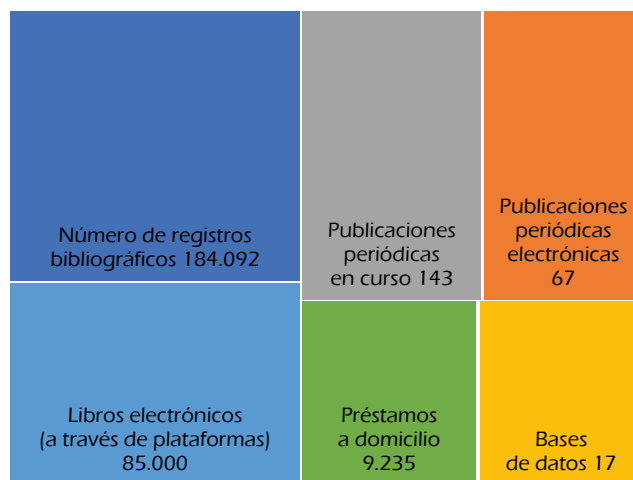 Número de registros
bibliográficos 184.092
Publicaciones
periódicas
en curso 143
Publicaciones
periódicas
electrónicas
67
Libros electrónicos
(a través de plataformas)
85.000
Préstamos
a domicilio
9.235
Bases
de datos 17